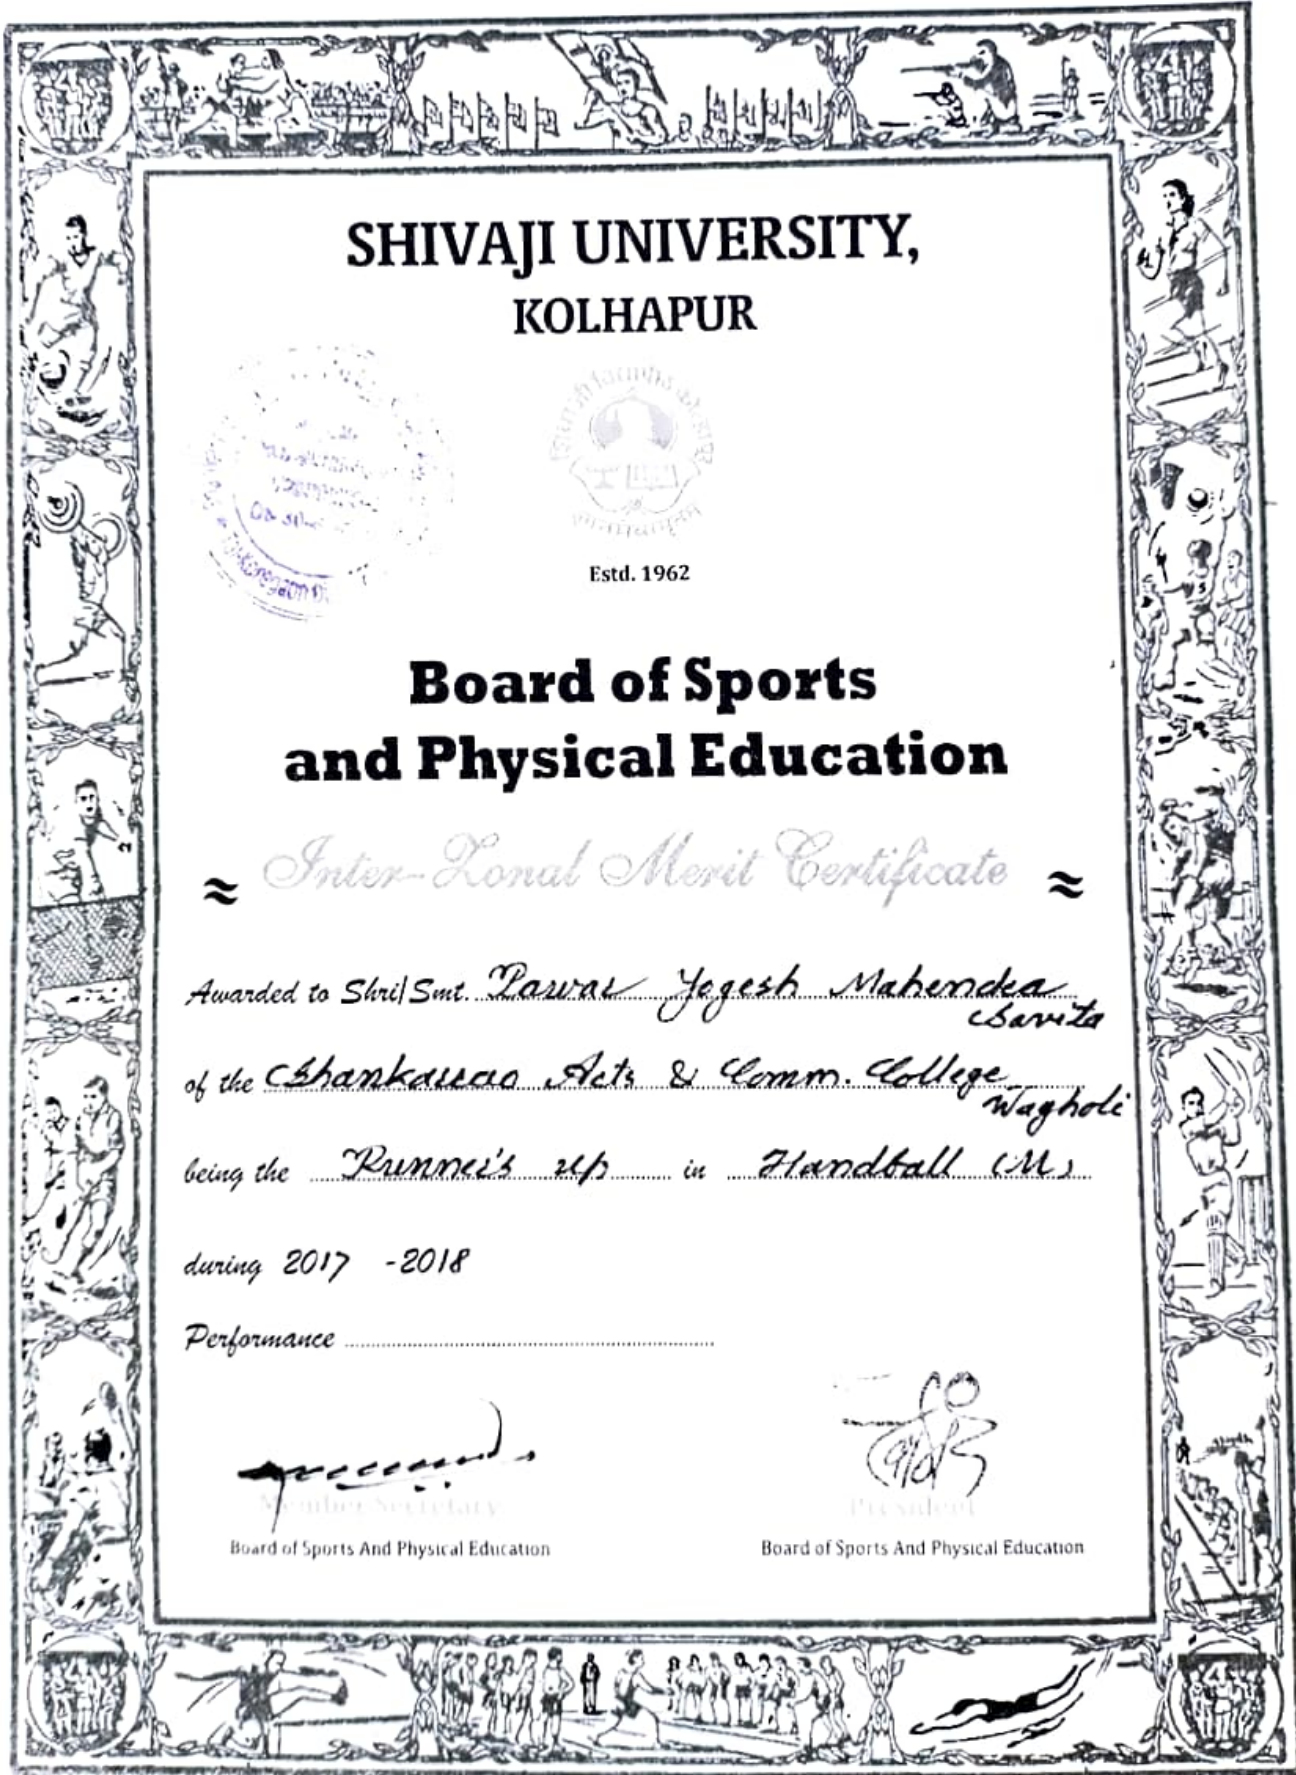 SHIVAJI UNIVERSITY,
KOLHAPUR
Estd. 1962
Board of Sports
and Physical Education
≈ Inter-Zonal Merit Certificate ≈
Awarded to Shri/Smt. Pawar Yogesh Mahendra
Savita
of the Shankarrao Arts & Comm. College
Wagholi
being the Runner's up in Handball (M)
during 2017 - 2018
Performance
Member Secretary President
Board of Sports And Physical Education Board of Sports And Physical Education